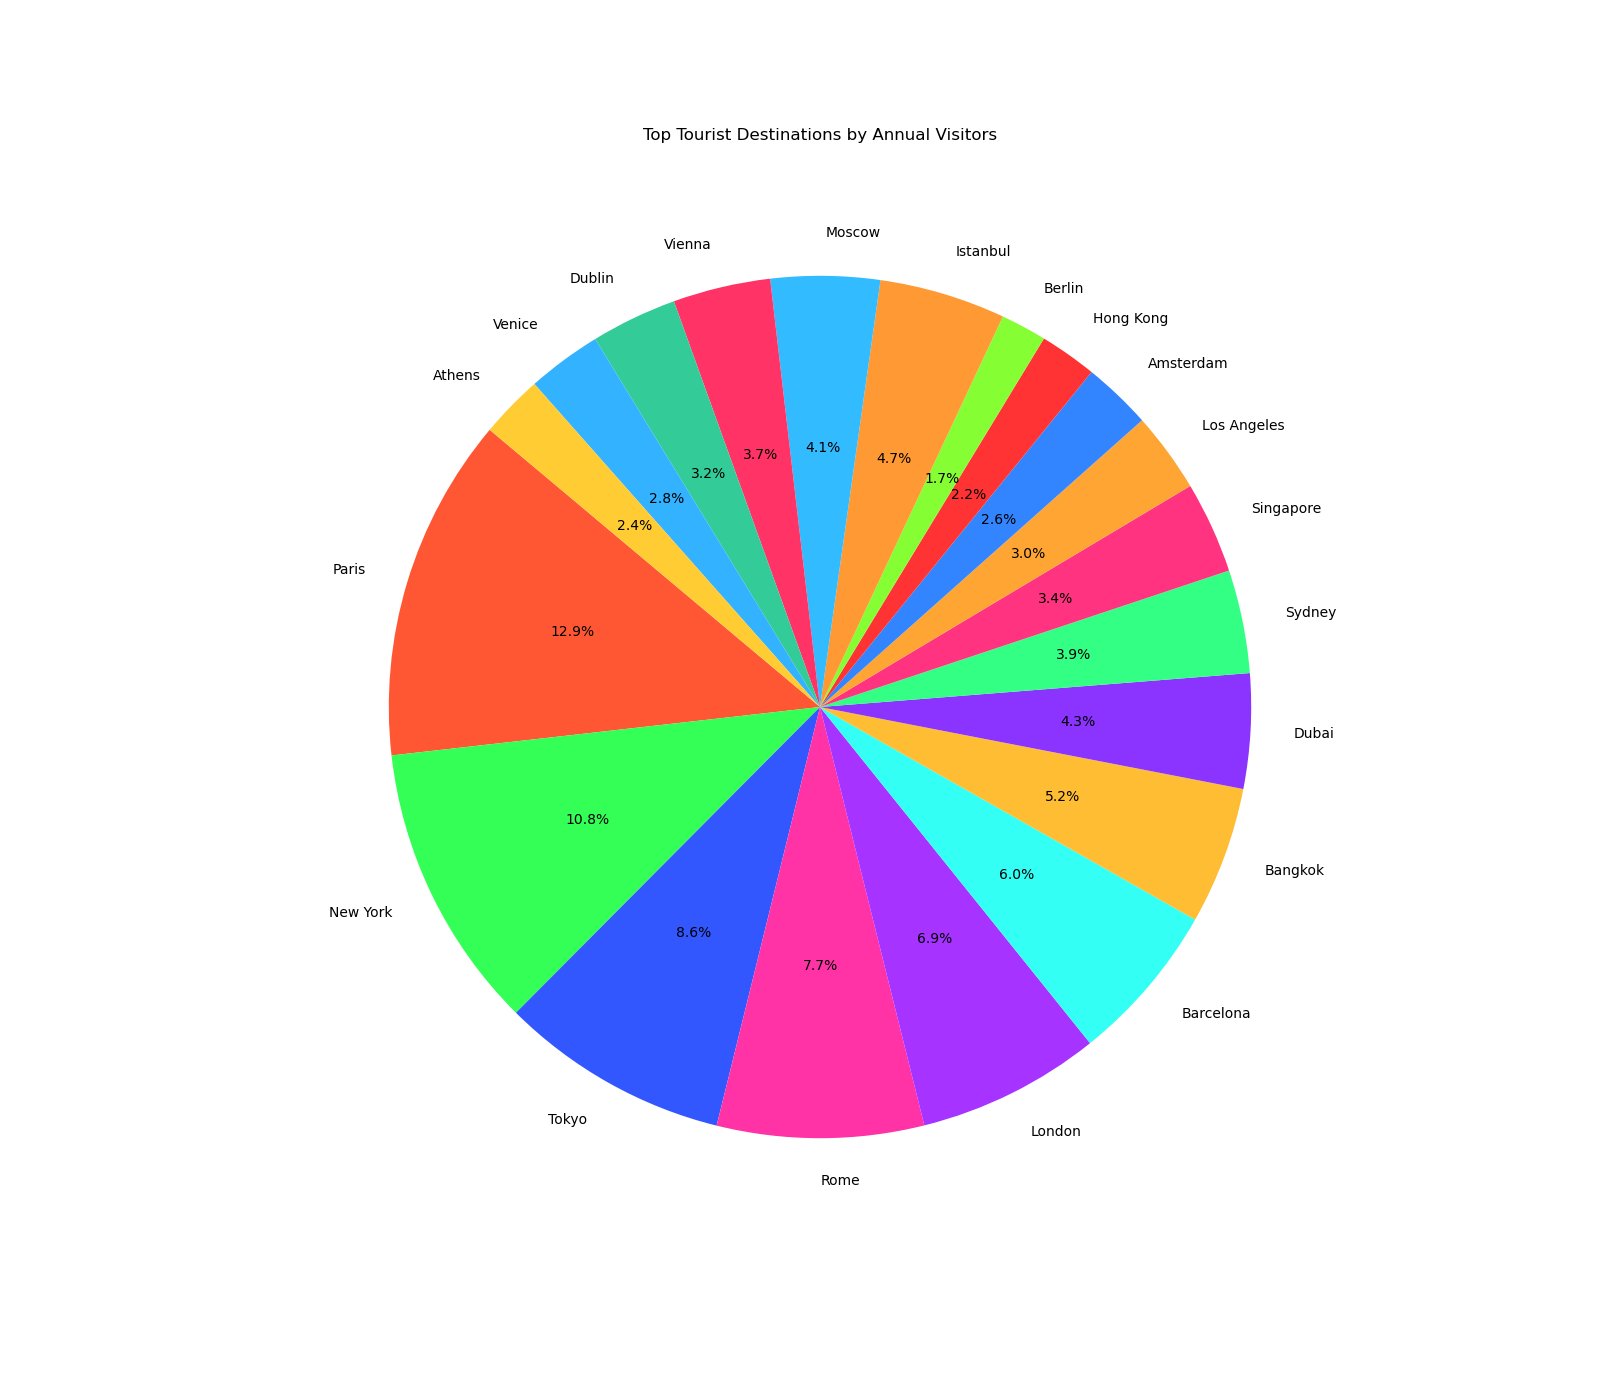 Top Tourist Destinations by Annual Visitors
Moscow
Vienna
Istanbul
Dublin
Berlin
Hong Kong
Venice
Amsterdam
Athens
Los Angeles
4.1%
3.7%
4.7%
3.2%
1.7%
2.2%
2.8%
Singapore
2.6%
2.4%
3.0%
Paris
3.4%
Sydney
12.9%
3.9%
4.3%
Dubai
5.2%
10.8%
Bangkok
6.0%
New York
8.6%
6.9%
7.7%
Barcelona
Tokyo
London
Rome